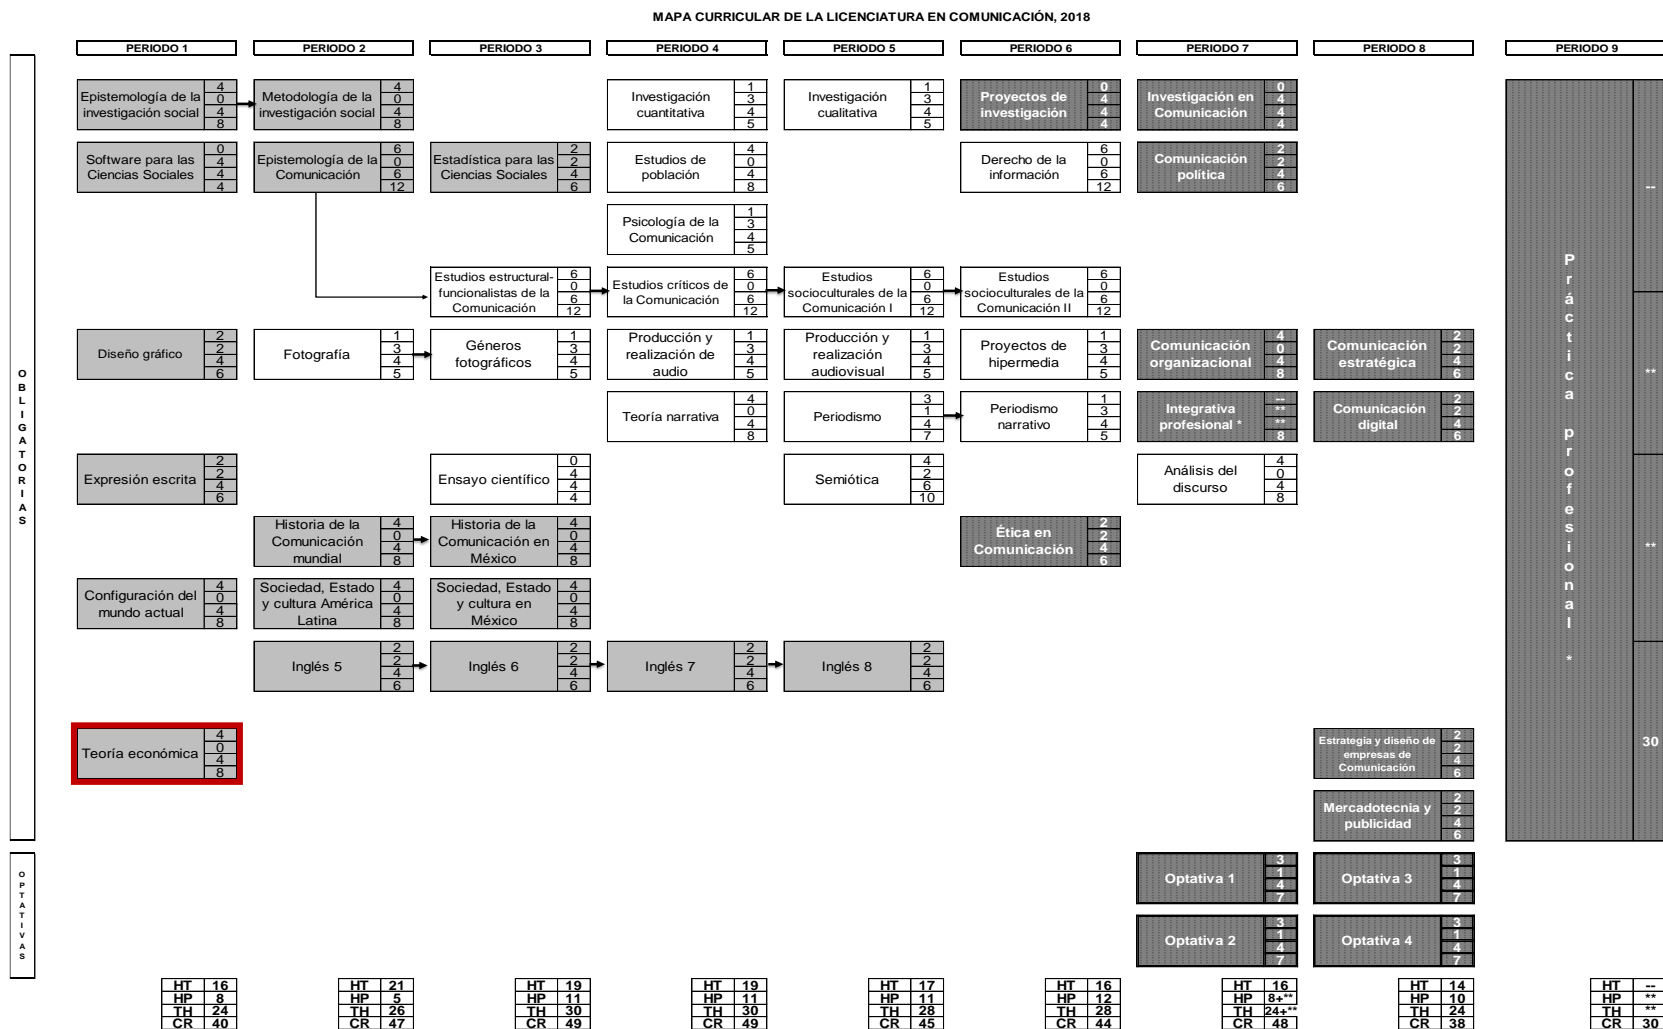 MAPA CURRICULAR DE LA LICENCIATURA EN COMUNICACIÓN, 2018
PERIODO 1
PERIODO 2
PERIODO 3
PERIODO 4
PERIODO 5
PERIODO 6
PERIODO 7
PERIODO 8
PERIODO 9
OBLIGATORIAS
Epistemología de la
investigación social
4
0
4
8
Metodología de la
investigación social
4
0
4
8
Investigación
cuantitativa
1
3
4
5
Investigación
cualitativa
1
3
4
5
Proyectos de
investigación
0
4
4
4
Investigación en
Comunicación
0
4
4
4
Práctica profesional *
--
**
**
30
Software para las
Ciencias Sociales
0
4
4
4
Epistemología de la
Comunicación
6
0
6
12
Estadística para las
Ciencias Sociales
2
2
4
6
Estudios de
población
4
0
4
8
Derecho de la
información
6
0
6
12
Comunicación
política
2
2
4
6
Psicología de la
Comunicación
1
3
4
5
Estudios estructural-
funcionalistas de la
Comunicación
6
0
6
12
Estudios críticos de
la Comunicación
6
0
6
12
Estudios
socioculturales de la
Comunicación I
6
0
6
12
Estudios
socioculturales de la
Comunicación II
6
0
6
12
Diseño gráfico
2
2
4
6
Fotografía
1
3
4
5
Géneros
fotográficos
1
3
4
5
Producción y
realización de
audio
1
3
4
5
Producción y
realización
audiovisual
1
3
4
5
Proyectos de
hipermedia
1
3
4
5
Comunicación
organizacional
4
0
4
8
Comunicación
estratégica
2
2
4
6
Teoría narrativa
4
0
4
8
Periodismo
3
1
4
7
Periodismo
narrativo
1
3
4
5
Integrativa
profesional *
--
**
**
8
Comunicación
digital
2
2
4
6
Expresión escrita
2
2
4
6
Ensayo científico
0
4
4
4
Semiótica
4
2
6
10
Análisis del
discurso
4
0
4
8
Historia de la
Comunicación
mundial
4
0
4
8
Historia de la
Comunicación en
México
4
0
4
8
Ética en
Comunicación
2
2
4
6
Configuración del
mundo actual
4
0
4
8
Sociedad, Estado
y cultura América
Latina
4
0
4
8
Sociedad, Estado
y cultura en
México
4
0
4
8
Inglés 5
2
2
4
6
Inglés 6
2
2
4
6
Inglés 7
2
2
4
6
Inglés 8
2
2
4
6
Teoría económica
4
0
4
8
Estrategia y diseño de
empresas de
Comunicación
2
2
4
6
Mercadotecnia y
publicidad
2
2
4
6
OPTATIVAS
Optativa 1
3
1
4
7
Optativa 3
3
1
4
7
Optativa 2
3
1
4
7
Optativa 4
3
1
4
7
HT 16
HP 8
TH 24
CR 40
HT 21
HP 5
TH 26
CR 47
HT 19
HP 11
TH 30
CR 49
HT 19
HP 11
TH 30
CR 49
HT 17
HP 11
TH 28
CR 45
HT 16
HP 12
TH 28
CR 44
HT 16
HP 8+**
TH 24+**
CR 48
HT 14
HP 10
TH 24
CR 38
HT --
HP **
TH **
CR 30